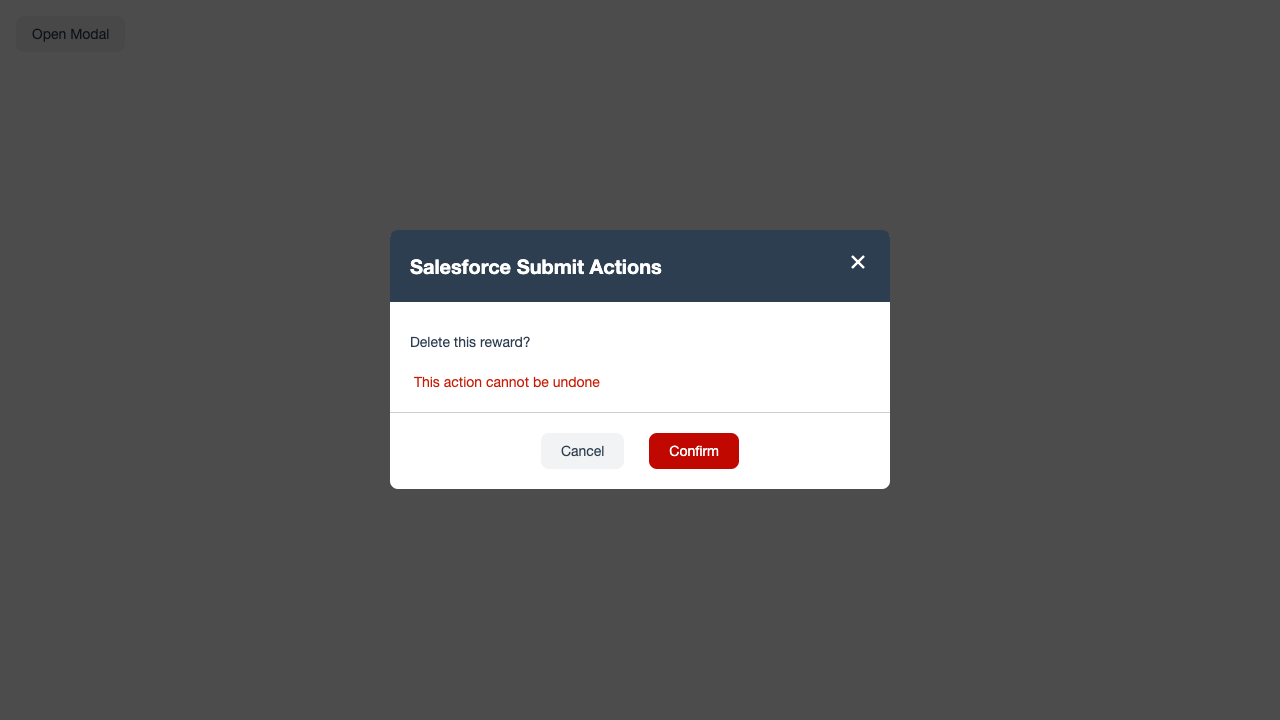 Open Modal
Salesforce Submit Actions
Delete this reward?
This action cannot be undone
Cancel
Confirm